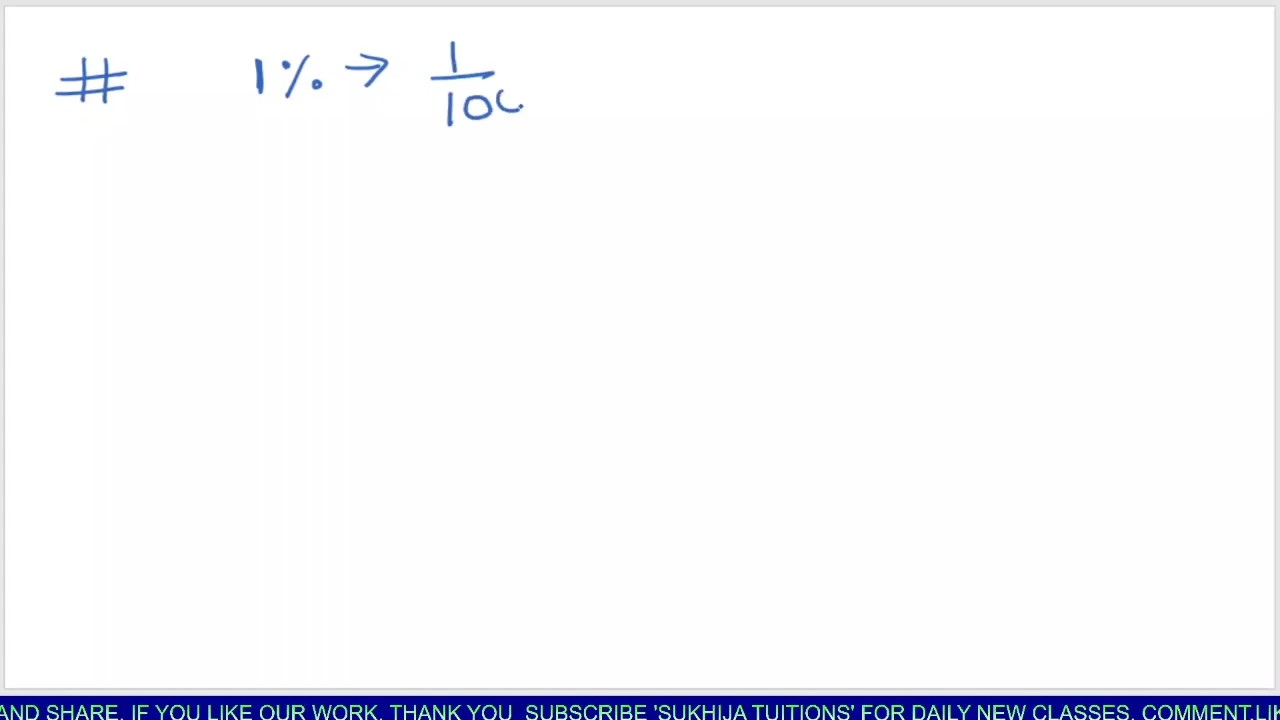 # 1% → 1/100
AND SHARE. IF YOU LIKE OUR WORK. THANK YOU SUBSCRIBE 'SUKHIJA TUITIONS' FOR DAILY NEW CLASSES. COMMENT,LI